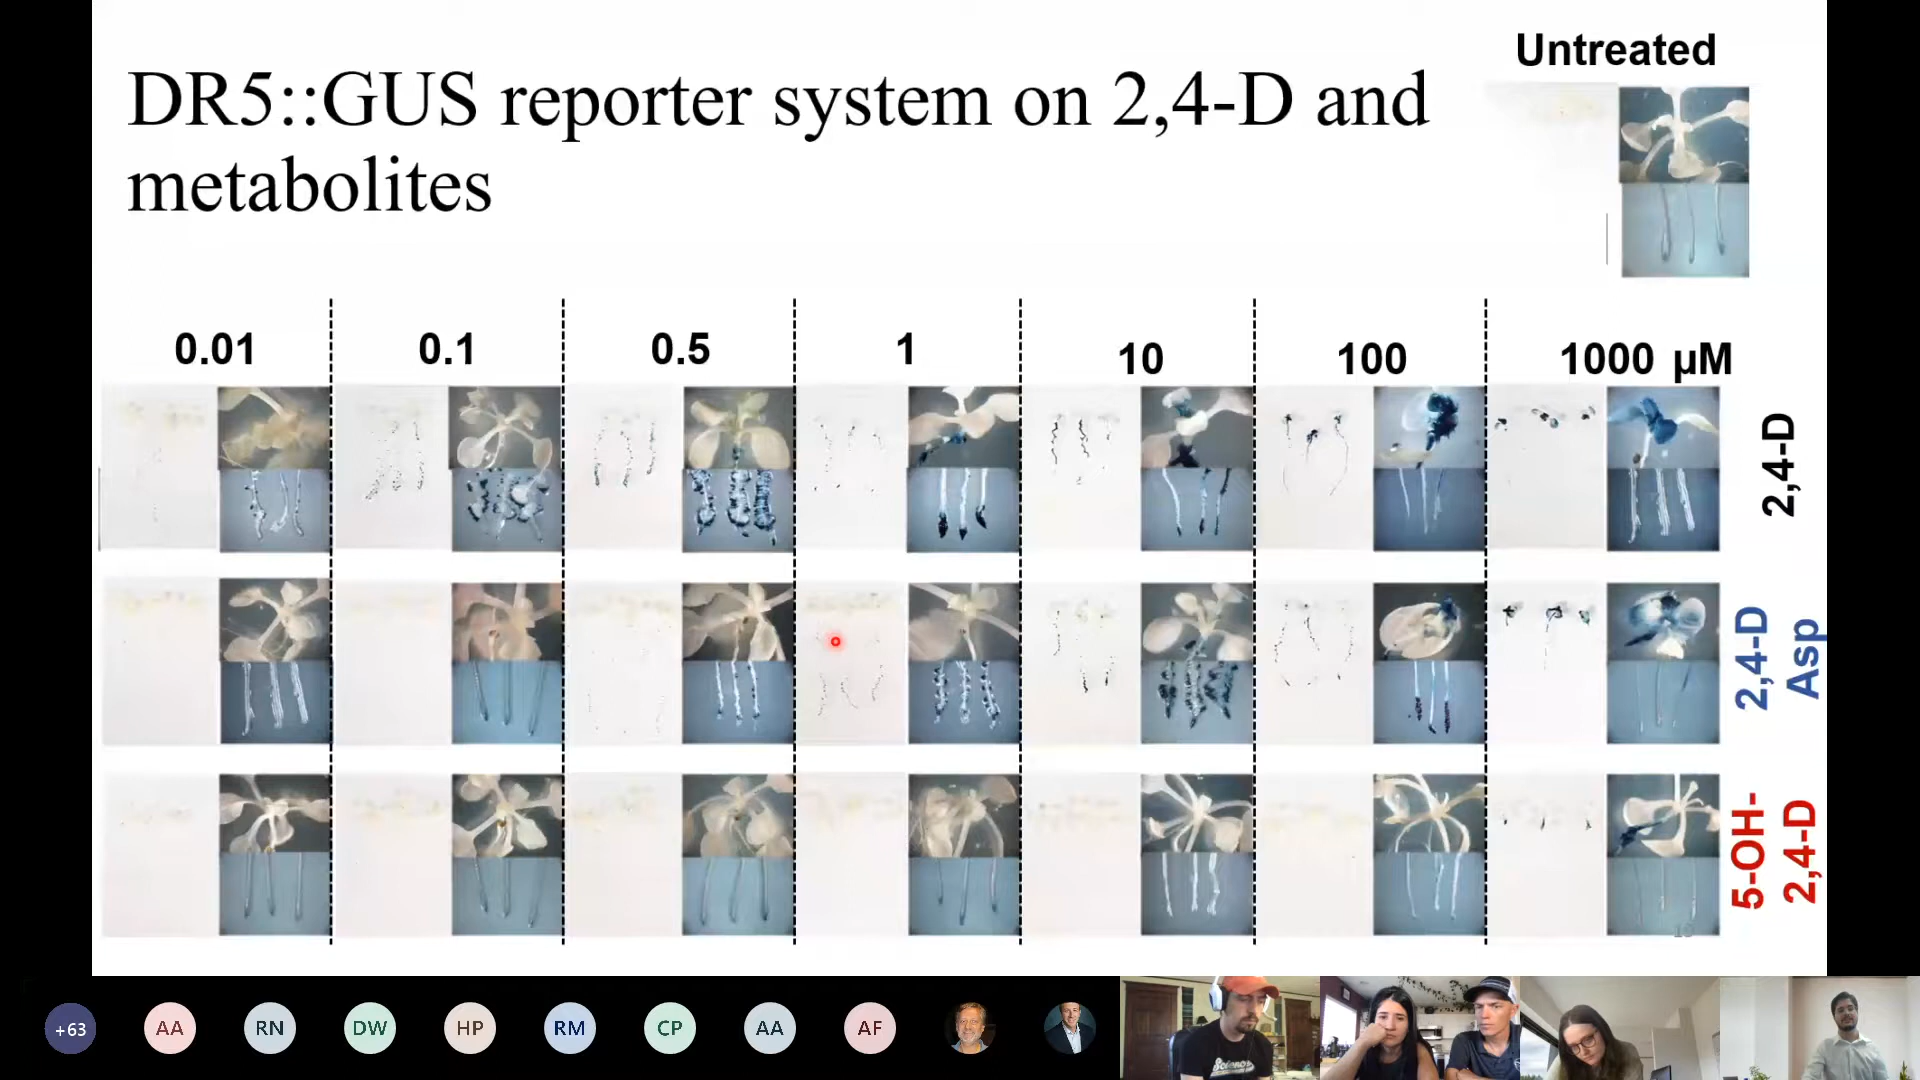 Untreated
DR5::GUS reporter system on 2,4-D and
metabolites
0.01
0.1
0.5
1
10
100
1000 µM
2,4-D
2,4-D
Asp
5-OH-
2,4-D
19
+63
AA
RN
DW
HP
RM
CP
AA
AF
Science